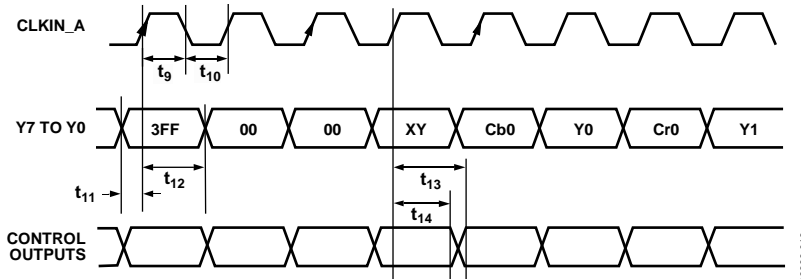 CLKIN_A
t9 t10
Y7 TO Y0 3FF 00 00 XY Cb0 Y0 Cr0 Y1
t11 t12 t13
t14
CONTROL
OUTPUTS